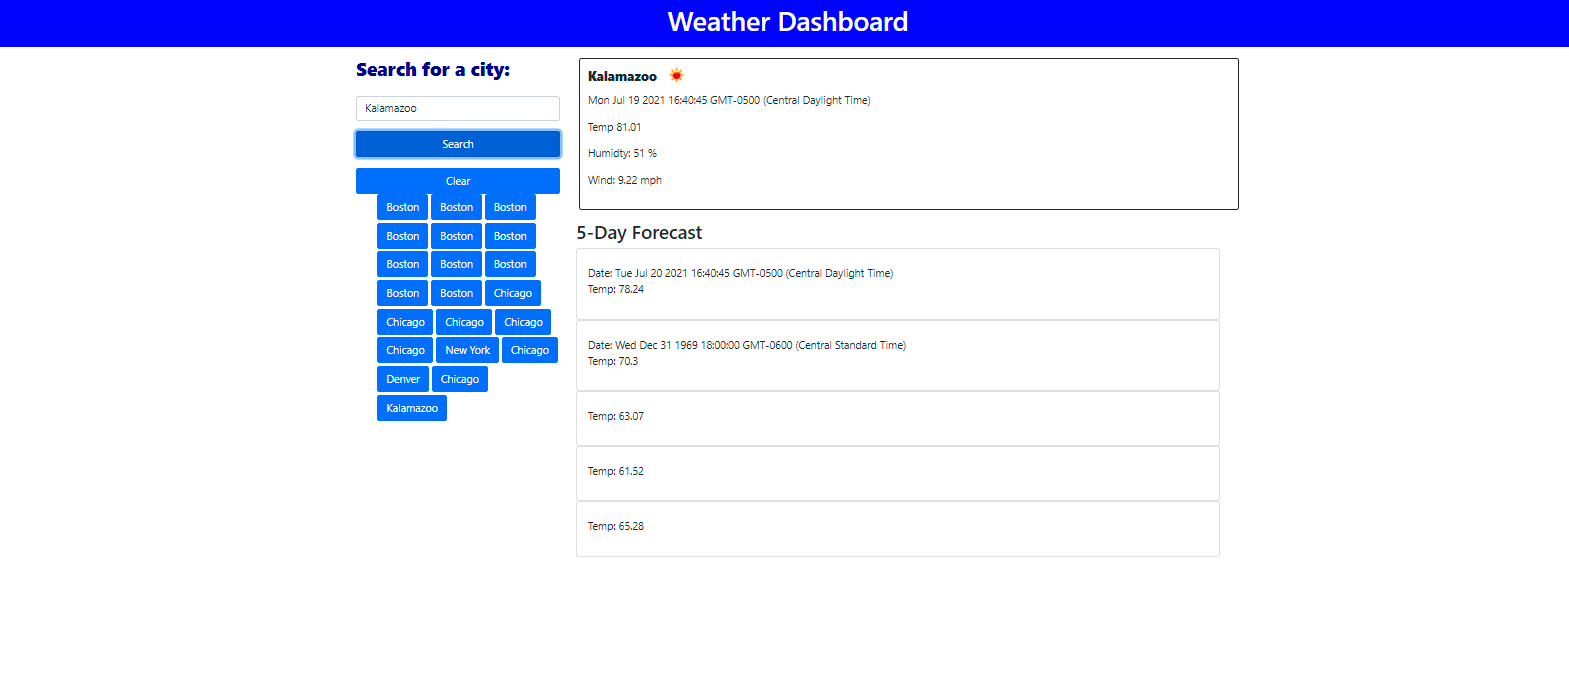 Weather Dashboard
Search for a city:
Kalamazoo
Search
Clear
Boston Boston Boston
Boston Boston Boston
Boston Boston Boston
Boston Boston Chicago
Chicago Chicago Chicago
Chicago New York Chicago
Denver Chicago
Kalamazoo
Kalamazoo
Mon Jul 19 2021 16:40:45 GMT-0500 (Central Daylight Time)
Temp 81.01
Humidty: 51 %
Wind: 9.22 mph
5-Day Forecast
Date: Tue Jul 20 2021 16:40:45 GMT-0500 (Central Daylight Time)
Temp: 78.24
Date: Wed Dec 31 1969 18:00:00 GMT-0600 (Central Standard Time)
Temp: 70.3
Temp: 63.07
Temp: 61.52
Temp: 65.28